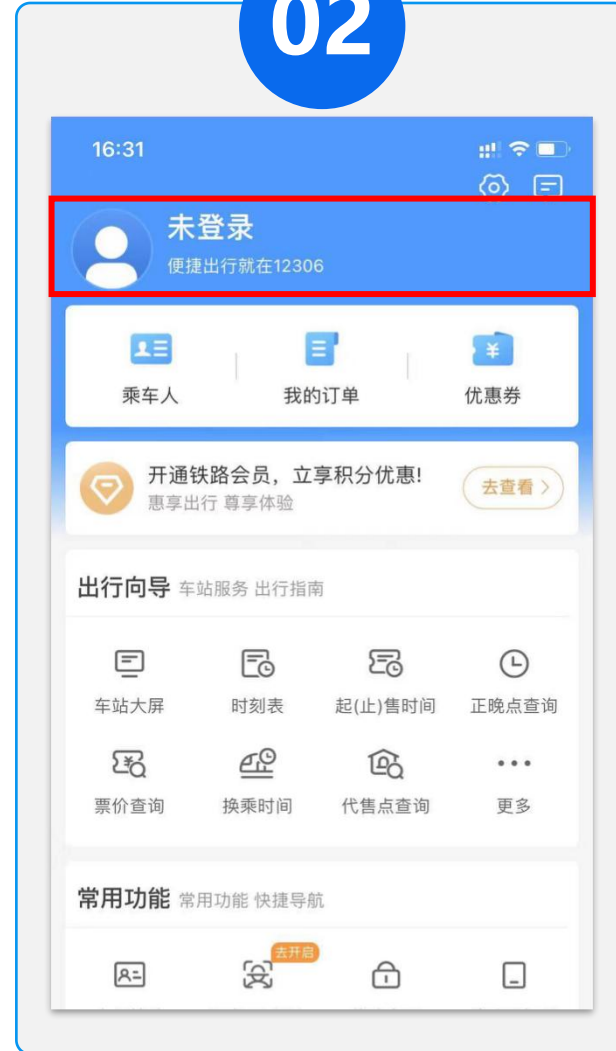 02
16:31
未登录
便捷出行就在12306
乘车人 我的订单 优惠券
开通铁路会员，立享积分优惠!
惠享出行 尊享体验
去查看
出行向导 车站服务 出行指南
车站大屏 时刻表 起(止)售时间 正晚点查询
票价查询 换乘时间 代售点查询 更多
常用功能 常用功能 快捷导航
去开启